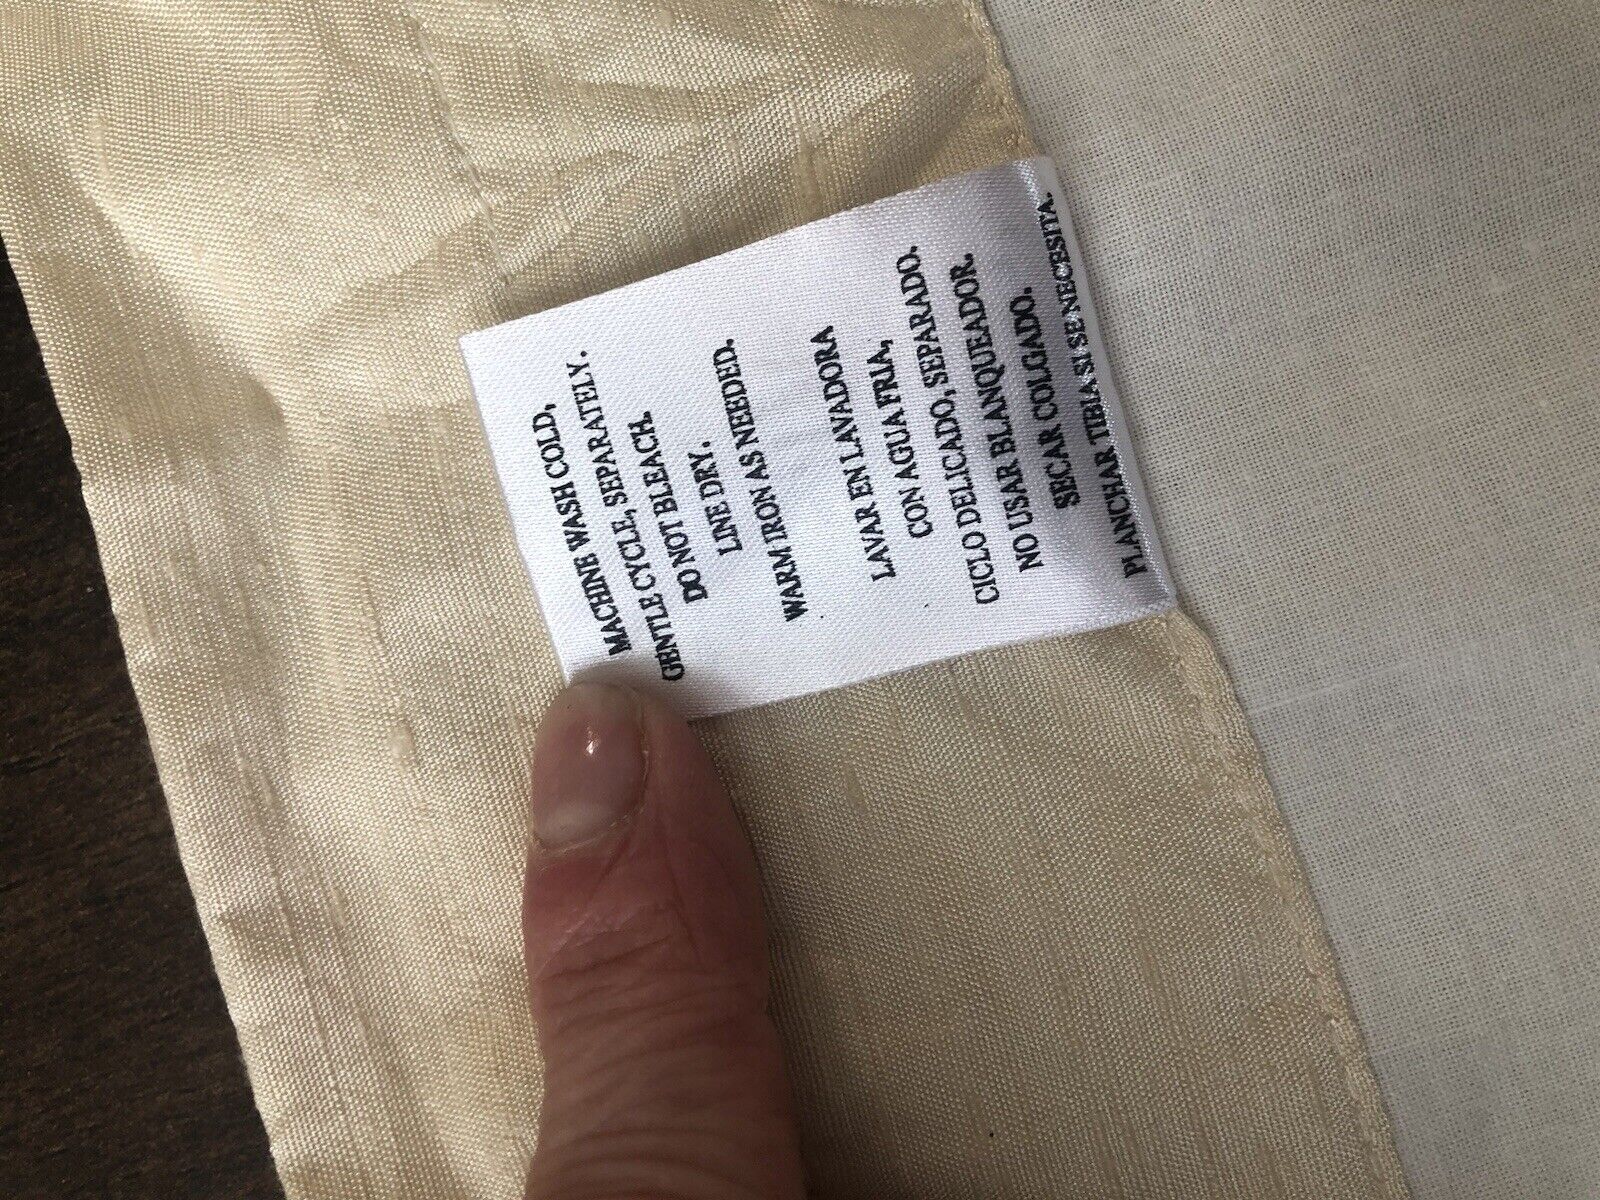 MACHINE WASH COLD,
MACHINE, SEPARATELY.
GENTLE CYCLE,
DO NOT BLEACH.
LINE DRY.
WARM IRON AS NEEDED.
LAVAR EN LAVADORA
CON AGUA FRIA,
CICLO DELICADO, SEPARADO.
NO USAR BLANQUEADOR.
SECAR COLGADO.
PLANCHAR TIBIA SI SE NECESITA.